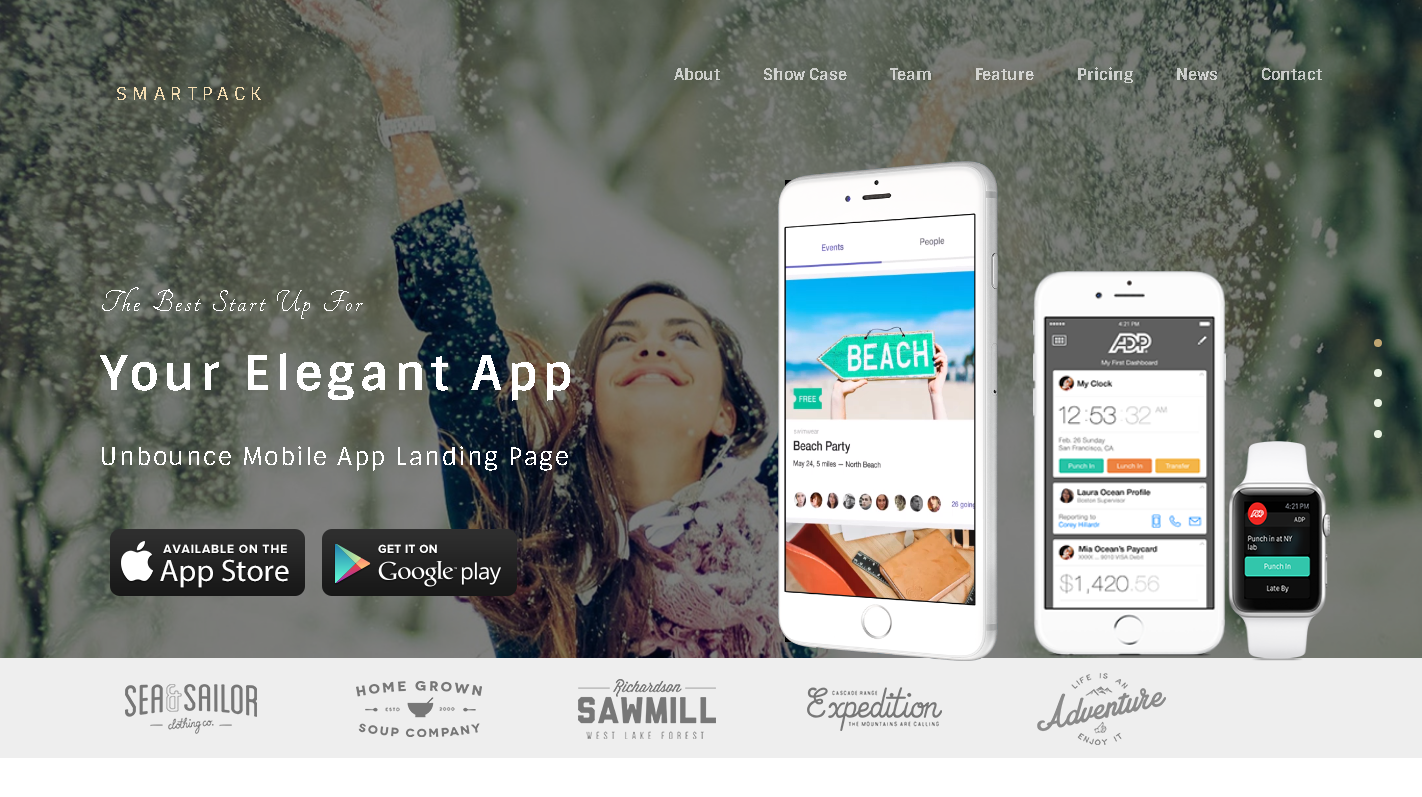 SMARTPACK
About Show Case Team Feature Pricing News Contact
The Best Start Up For
Your Elegant App
Unbounce Mobile App Landing Page
AVAILABLE ON THE
App Store
GET IT ON
Google play
Events People
BEACH
FREE
Beach Party
May 24, 5 miles — North Beach
26 going
4:21 PM
ADP
My First Dashboard
My Clock
12:53:32 AM
Feb. 26 Sunday
San Francisco, CA
Punch In Lunch In Transfer
Laura Ocean Profile
Boston Supervisor
Reporting to
Corey Hillardr
Mia Ocean's Paycard
XXXX ... 9010 VISA Debit
$1,420.56
4:21 PM
ADP
Punch in at NY
lab
Punch In
Late By
SEA & SAILOR
clothing co.
HOME GROWN
ESTD 2000
SOUP COMPANY
Richardson
SAWMILL
WEST LAKE FOREST
CASCADE RANGE
Expedition
THE MOUNTAINS ARE CALLING
LIFE IS AN
Adventure
ENJOY IT